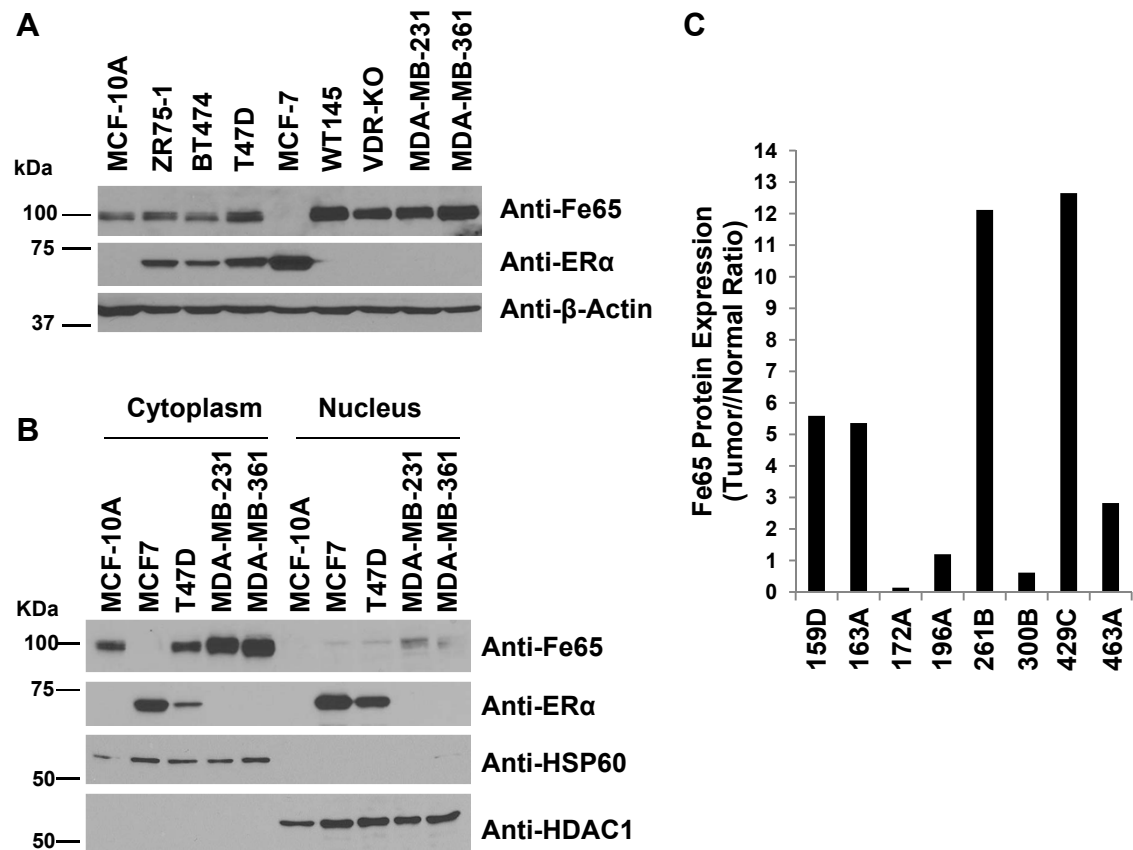 A
MCF-10A
ZR75-1
BT474
T47D
MCF-7
WT145
VDR-KO
MDA-MB-231
MDA-MB-361
kDa
100
Anti-Fe65
75
Anti-ERα
Anti-β-Actin
37
B
Cytoplasm
Nucleus
MCF-10A
MCF7
T47D
MDA-MB-231
MDA-MB-361
MCF-10A
MCF7
T47D
MDA-MB-231
MDA-MB-361
KDa
100
Anti-Fe65
75
Anti-ERα
Anti-HSP60
50
Anti-HDAC1
50
C
Fe65 Protein Expression
(Tumor//Normal Ratio)
14
13
12
11
10
9
8
7
6
5
4
3
2
1
0
159D
163A
172A
196A
261B
300B
429C
463A